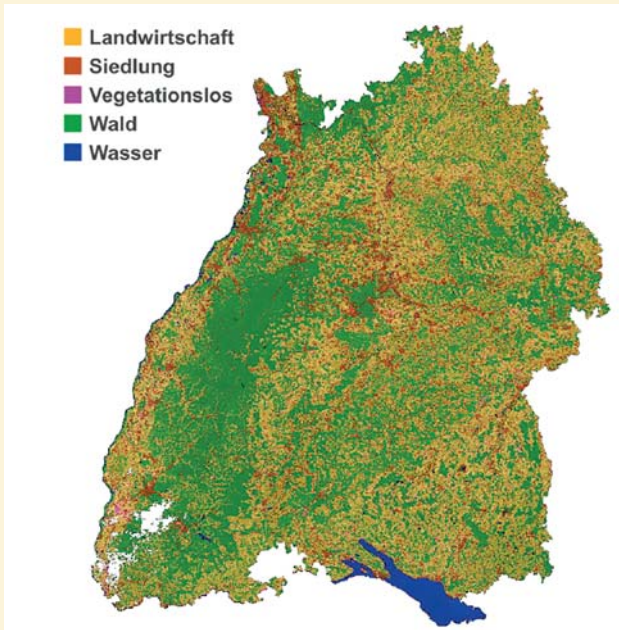 Landwirtschaft
Siedlung
Vegetationslos
Wald
Wasser